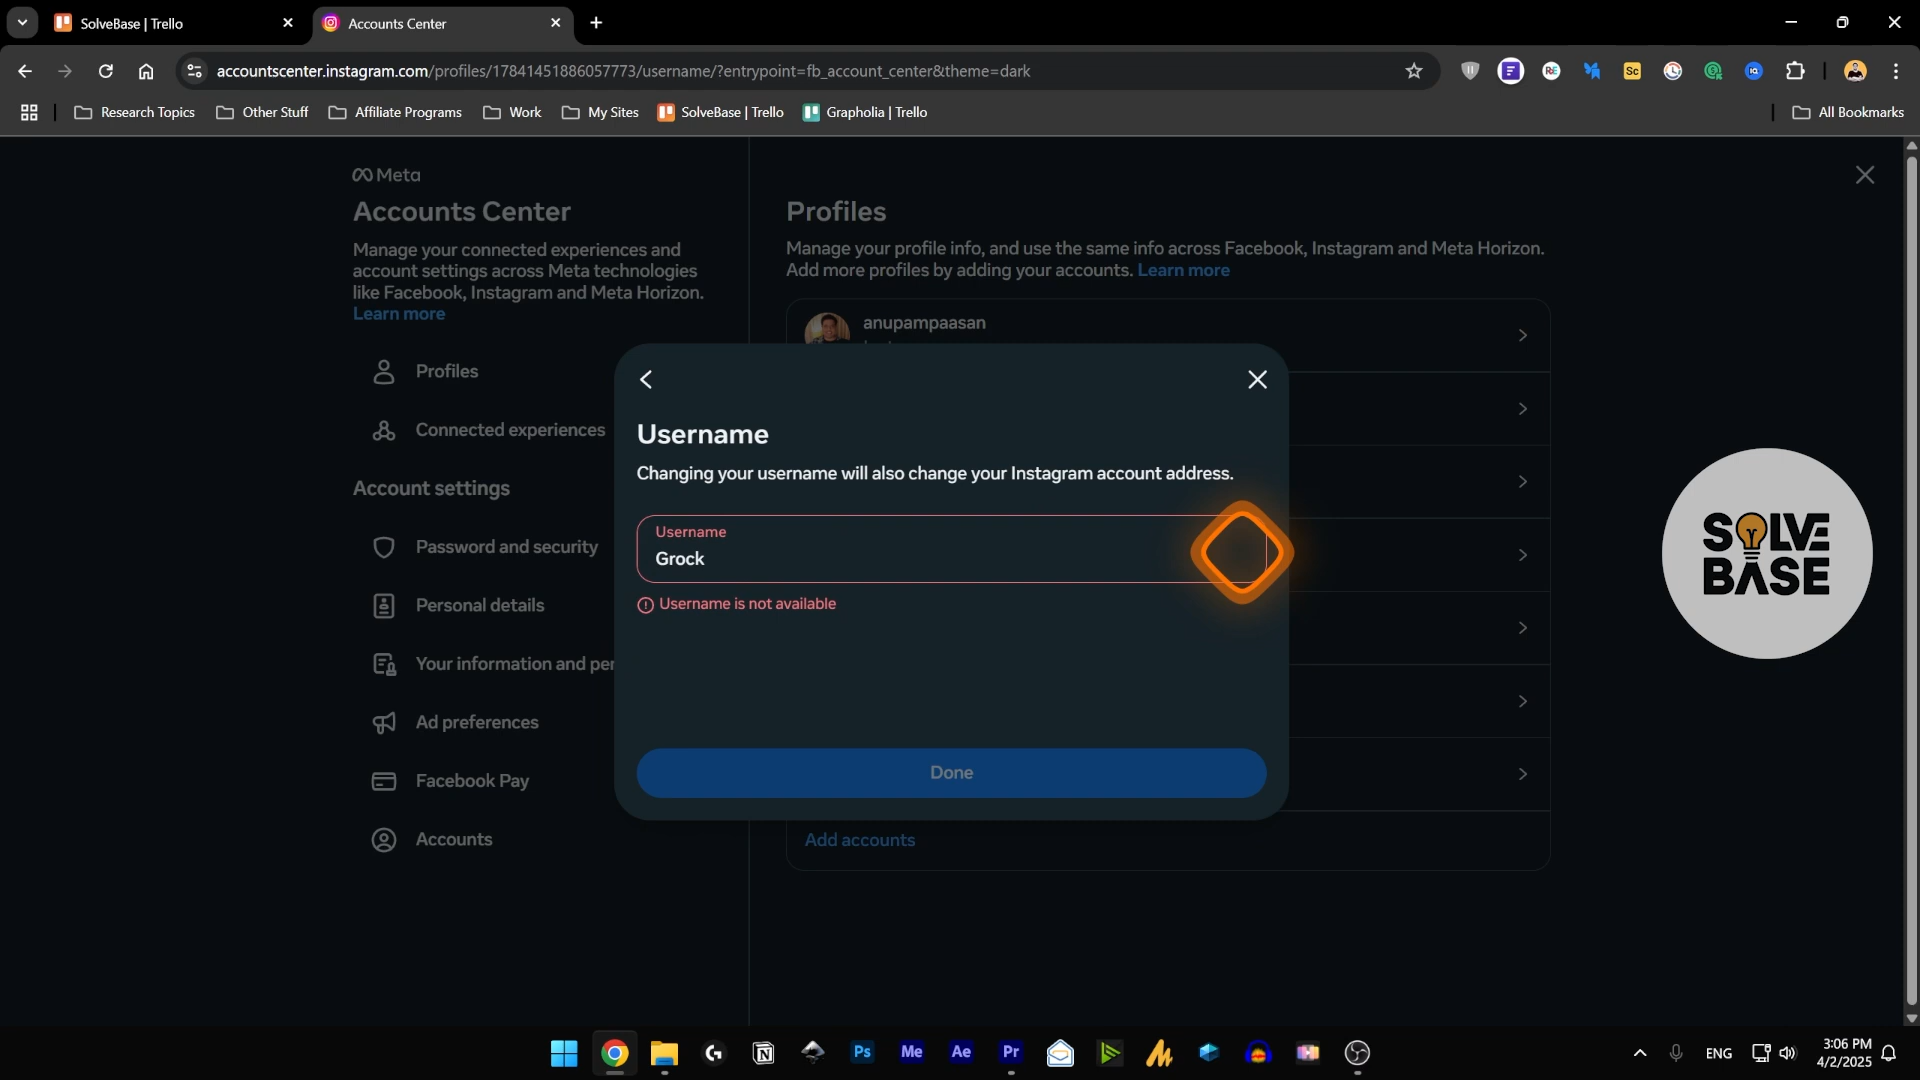 SolveBase | Trello
Accounts Center
accountscenter.instagram.com/profiles/17841451886057773/username/?entrypoint=fb_account_center&theme=dark
Sc
Research Topics
Other Stuff
Affiliate Programs
Work
My Sites
SolveBase | Trello
Grapholia | Trello
All Bookmarks
Meta
Accounts Center
Manage your connected experiences and
account settings across Meta technologies
like Facebook, Instagram and Meta Horizon.
Learn more
Profiles
Connected experiences
Account settings
Password and security
Personal details
Your information and per
Ad preferences
Facebook Pay
Accounts
Profiles
Manage your profile info, and use the same info across Facebook, Instagram and Meta Horizon.
Add more profiles by adding your accounts. Learn more
anupampaasan
Username
Changing your username will also change your Instagram account address.
Username
Grock
Username is not available
Done
Add accounts
SOLVE
BASE
Ps
Me
Ae
Pr
ENG
3:06 PM
4/2/2025